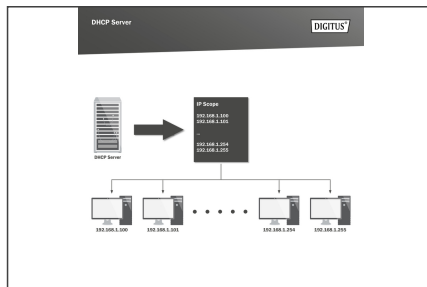 DHCP Server
DIGITUS®
IP Scope
192.168.1.100
192.168.1.101
...
192.168.1.254
192.168.1.255
DHCP Server
192.168.1.100
192.168.1.101
192.168.1.254
192.168.1.255